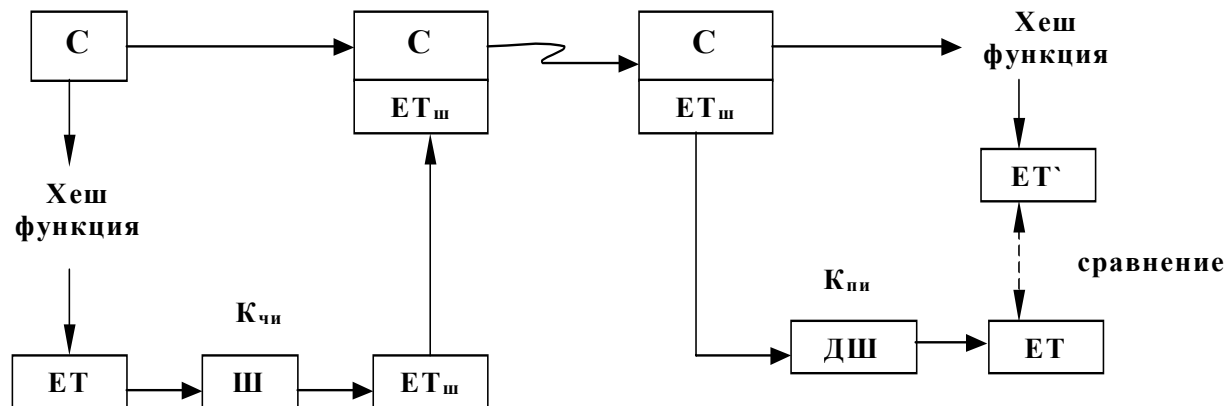 С
С
С
Хеш
функция
ЕТш
ЕТш
ЕТ`
Хеш
функция
сравнение
Кпи
Кчи
ДШ
ЕТ
ЕТ
Ш
ЕТш